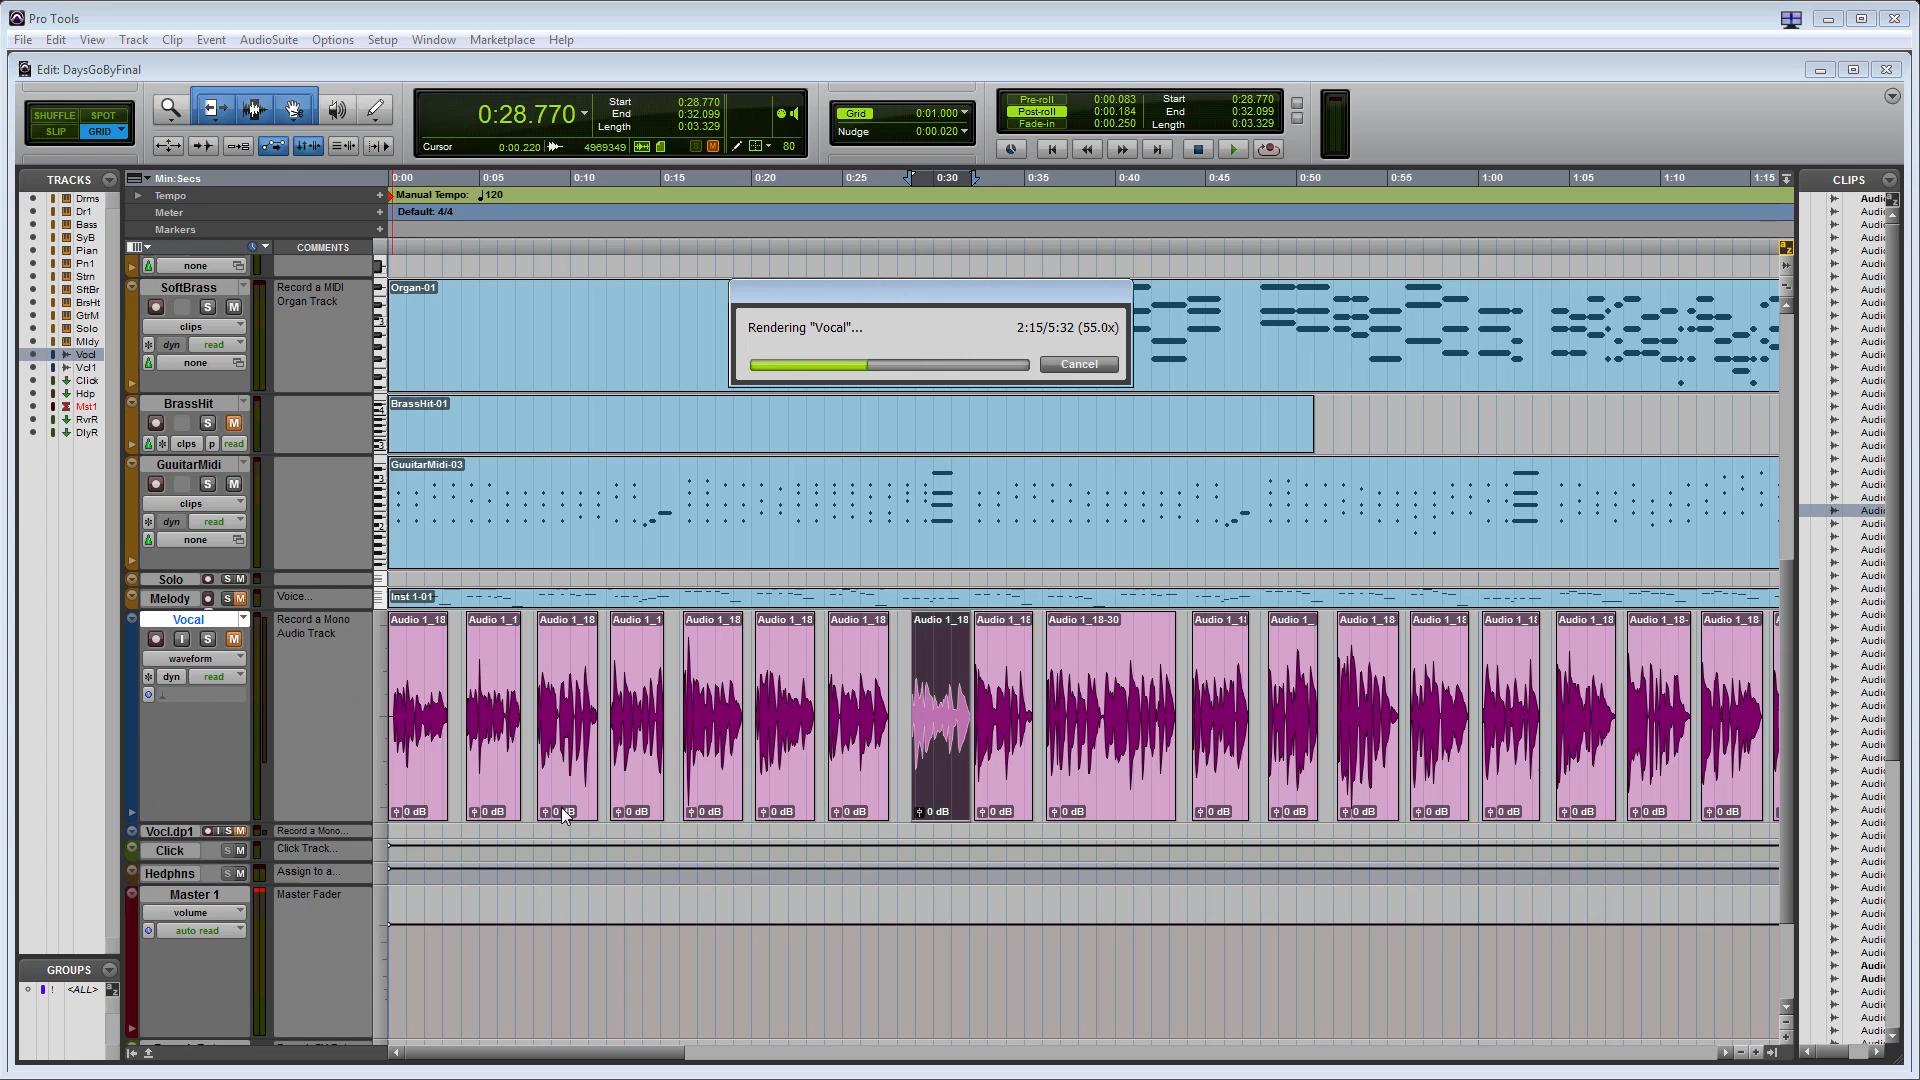 Pro Tools
File Edit View Track Clip Event AudioSuite Options Setup Window Marketplace Help
Edit: DaysGoByFinal
SHUFFLE SPOT
SLIP GRID
0:28.770
Start 0:28.770
End 0:32.099
Length 0:03.329
Cursor 0:00.220 4969349 S M 80
Grid 0:01.000
Nudge 0:00.020
Pre-roll 0:00.083 Start 0:28.770
Post-roll 0:00.184 End 0:32.099
Fade-in 0:00.250 Length 0:03.329
TRACKS
Drms
Dr1
Bass
SyB
Pian
Pn1
Strn
SftBr
BrsHt
GtrM
Solo
Mldy
Vocl
Vcl1
Click
Hdp
Mst1
RvrR
DlyR
GROUPS
! <ALL>
Min:Secs 0:00 0:05 0:10 0:15 0:20 0:25 0:30 0:35 0:40 0:45 0:50 0:55 1:00 1:05 1:10 1:15
Tempo Manual Tempo: 120
Meter Default: 4/4
Markers
COMMENTS
none
SoftBrass
S M
clips
dyn read
none
Record a MIDI
Organ Track
Organ-01
Rendering "Vocal"... 2:15/5:32 (55.0x)
Cancel
BrassHit
S M
clps p read
BrassHit-01
GuuitarMidi
S M
clips
dyn read
none
GuuitarMidi-03
Solo S M
Melody S M Voice... Inst 1-01
Vocal
I S M
waveform
dyn read
Record a Mono
Audio Track
Audio 1_18 Audio 1_1 Audio 1_18 Audio 1_1 Audio 1_18 Audio 1_18 Audio 1_18 Audio 1_18 Audio 1_18 Audio 1_18-30 Audio 1_18 Audio 1_ Audio 1_18- Audio 1_18 Audio 1_18 Audio 1_18 Audio 1_18- Audio 1_18
0 dB 0 dB 0 dB 0 dB 0 dB 0 dB 0 dB 0 dB 0 dB 0 dB 0 dB 0 dB 0 dB 0 dB 0 dB 0 dB 0 dB 0 dB
Vocl.dp1 I S M Record a Mono...
Click S M Click Track...
Hedphns S M Assign to a...
Master 1 Master Fader
volume
auto read
CLIPS